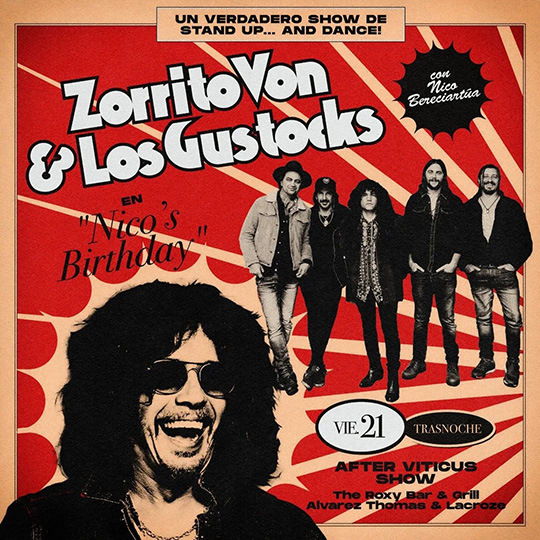 UN VERDADERO SHOW DE
STAND UP... AND DANCE!
Zorrito Von
& Los Gustocks
con
Nico
Bereciartúa
EN
"Nico's
Birthday"
VIE. 21
TRASNOCHE
AFTER VITICUS
SHOW
The Roxy Bar & Grill
Alvarez Thomas & Lacroze